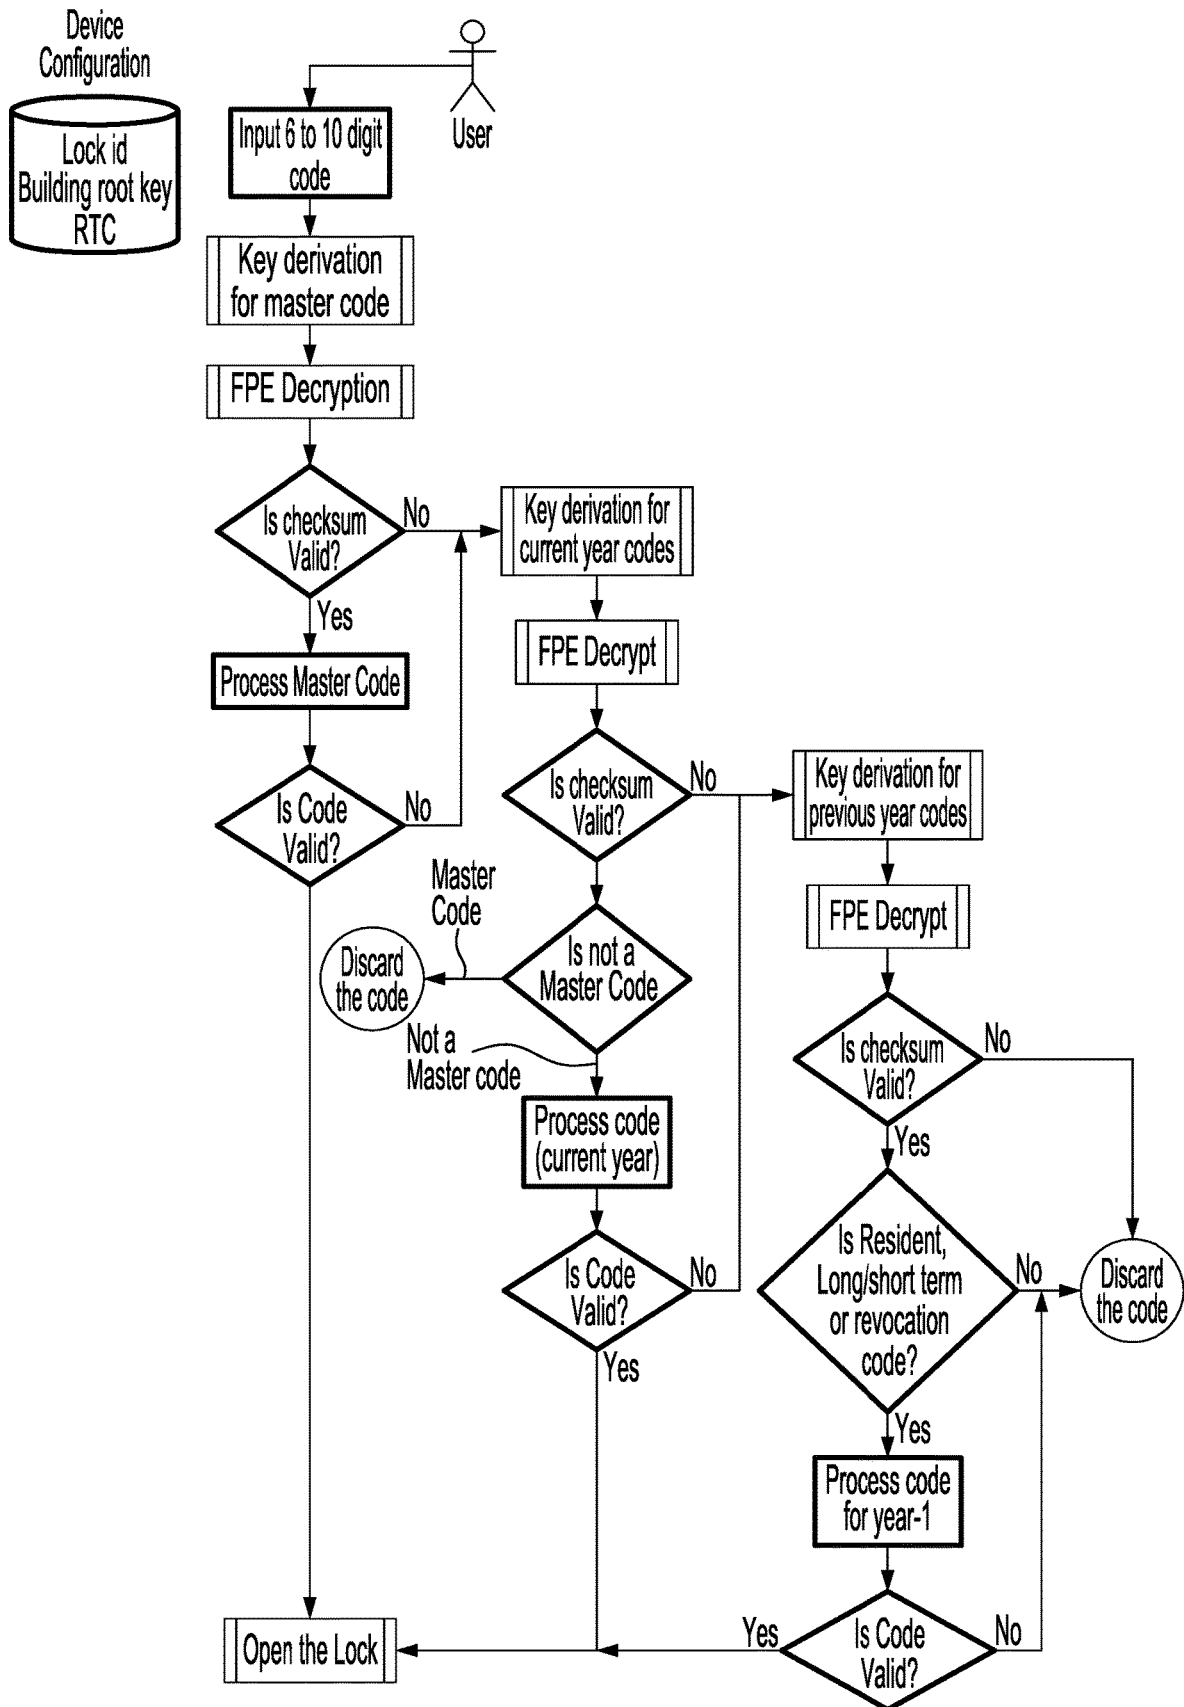 Device
Configuration
Lock id
Building root key
RTC
User
Input 6 to 10 digit
code
Key derivation
for master code
FPE Decryption
Is checksum
Valid?
No
Yes
Key derivation for
current year codes
Process Master Code
FPE Decrypt
Is Code
Valid?
No
Is checksum
Valid?
No
Key derivation for
previous year codes
Master
Code
Discard
the code
Is not a
Master Code
FPE Decrypt
Not a
Master code
Is checksum
Valid?
No
Yes
Process code
(current year)
Is Code
Valid?
No
Yes
Is Resident,
Long/short term
or revocation
code?
No
Discard
the code
Yes
Process code
for year-1
Open the Lock
Yes
Is Code
Valid?
No